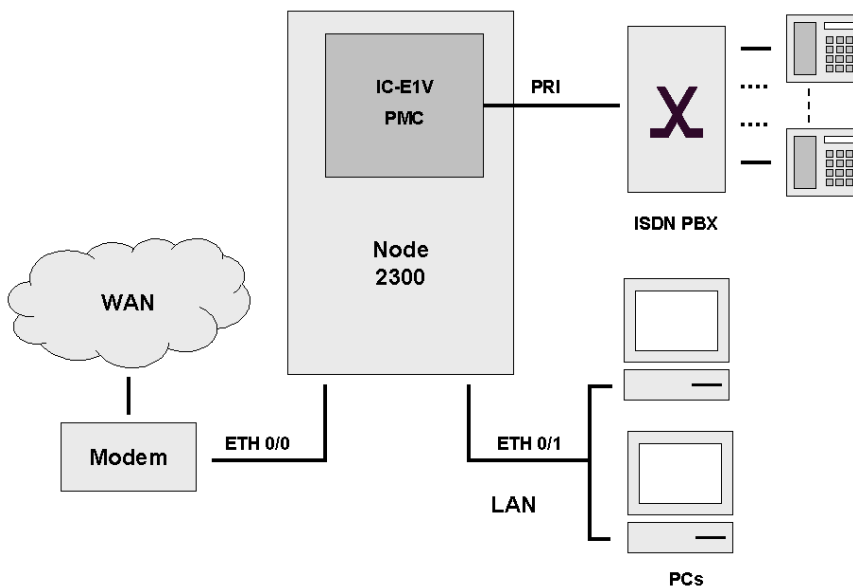 IC-E1V
PMC
PRI
ISDN PBX
Node
2300
WAN
Modem
ETH 0/0
ETH 0/1
LAN
PCs